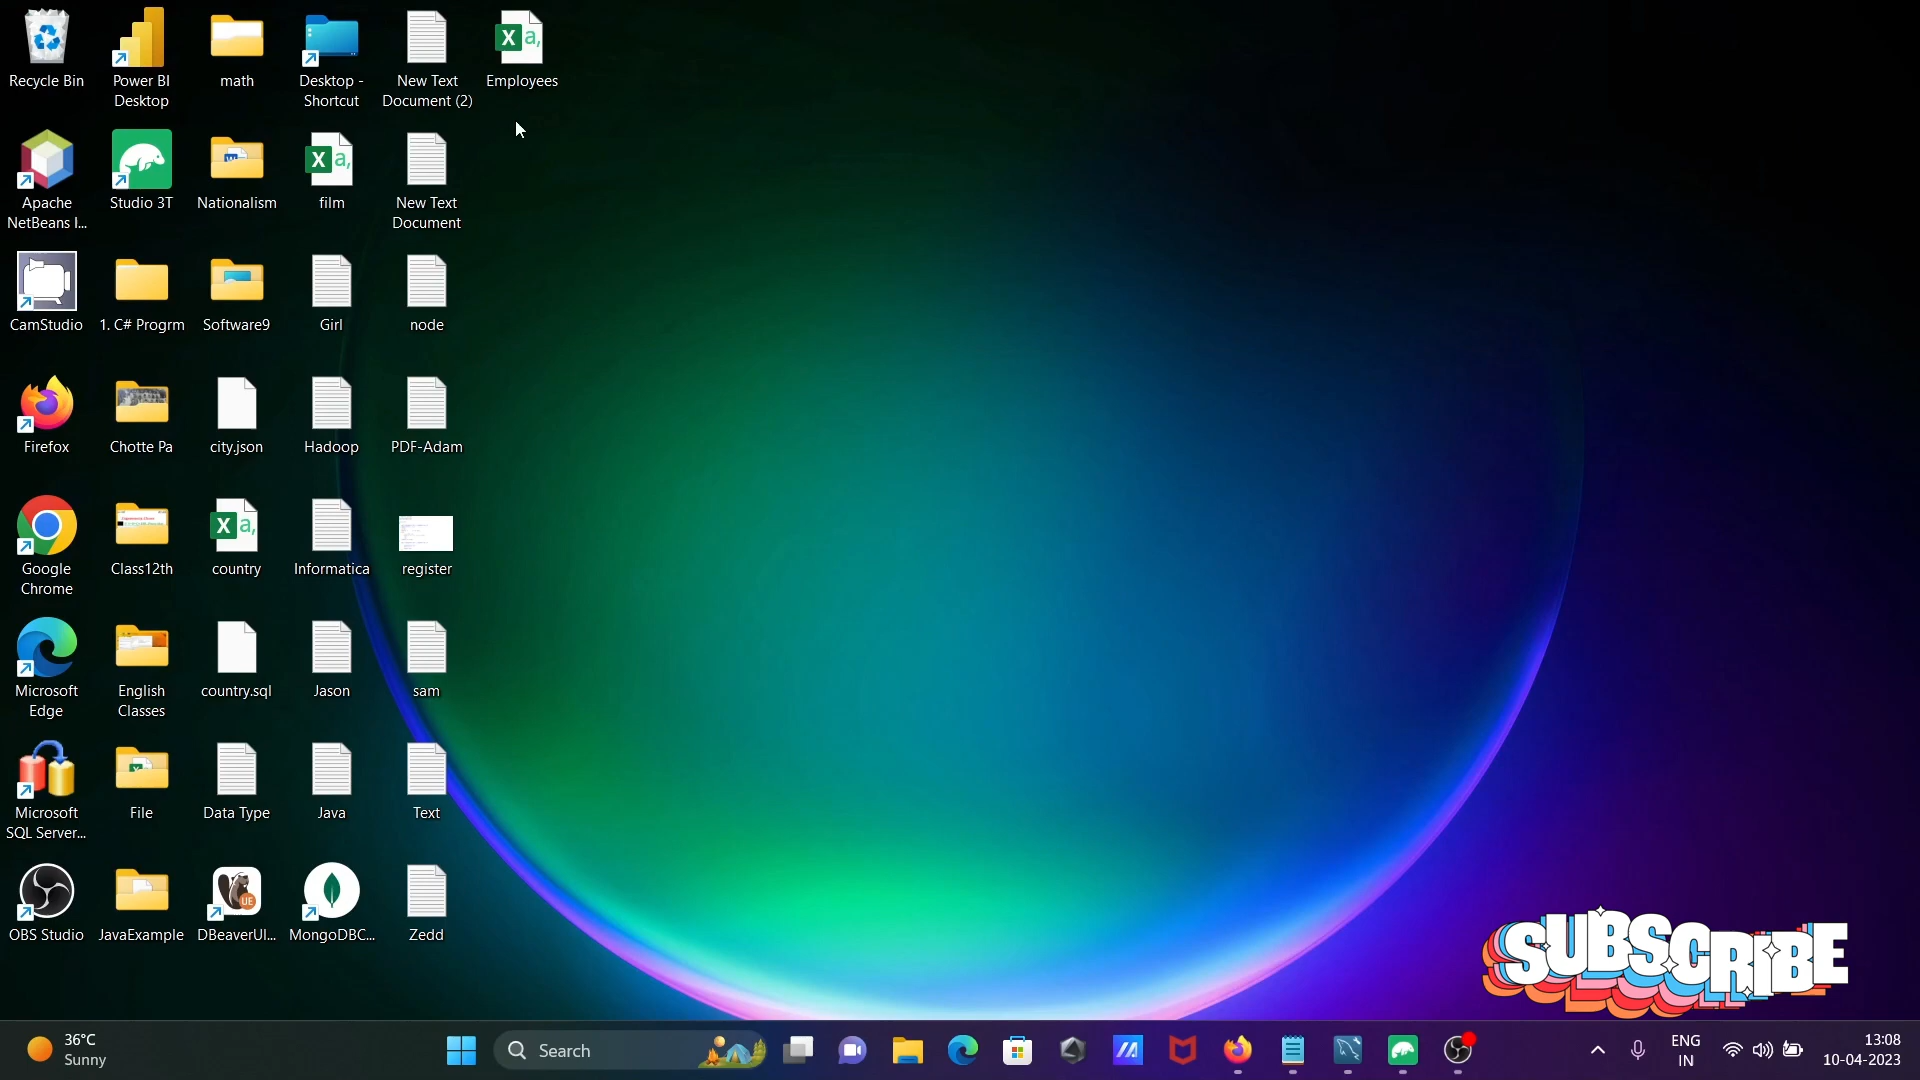 Recycle Bin
Power BI
Desktop
math
Desktop -
Shortcut
New Text
Document (2)
Employees
Apache
NetBeans I...
Studio 3T
Nationalism
film
New Text
Document
CamStudio
1. C# Progrm
Software9
Girl
node
Firefox
Chotte Pa
city.json
Hadoop
PDF-Adam
Google
Chrome
Class12th
country
Informatica
register
Microsoft
Edge
English
Classes
country.sql
Jason
sam
Microsoft
SQL Server...
File
Data Type
Java
Text
OBS Studio
JavaExample
DBeaverUl...
MongoDBC...
Zedd
SUBSCRIBE
36°C
Sunny
Search
ENG
IN
13:08
10-04-2023